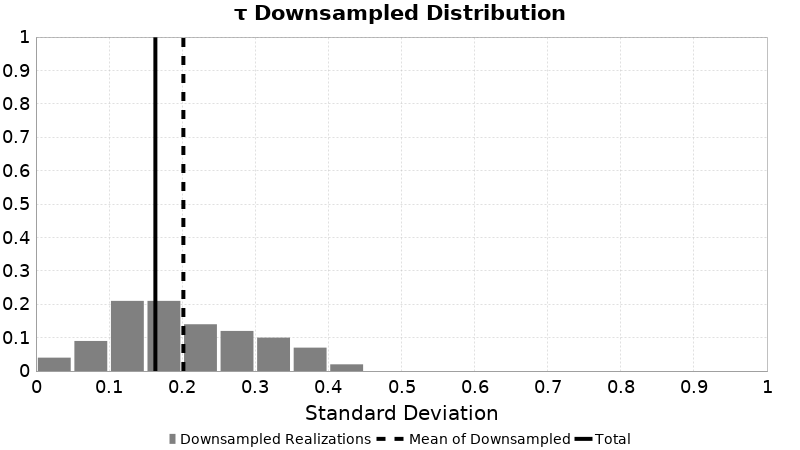 τ Downsampled Distribution
1
0.9
0.8
0.7
0.6
0.5
0.4
0.3
0.2
0.1
0
0 0.1 0.2 0.3 0.4 0.5 0.6 0.7 0.8 0.9 1
Standard Deviation
Downsampled Realizations Mean of Downsampled Total